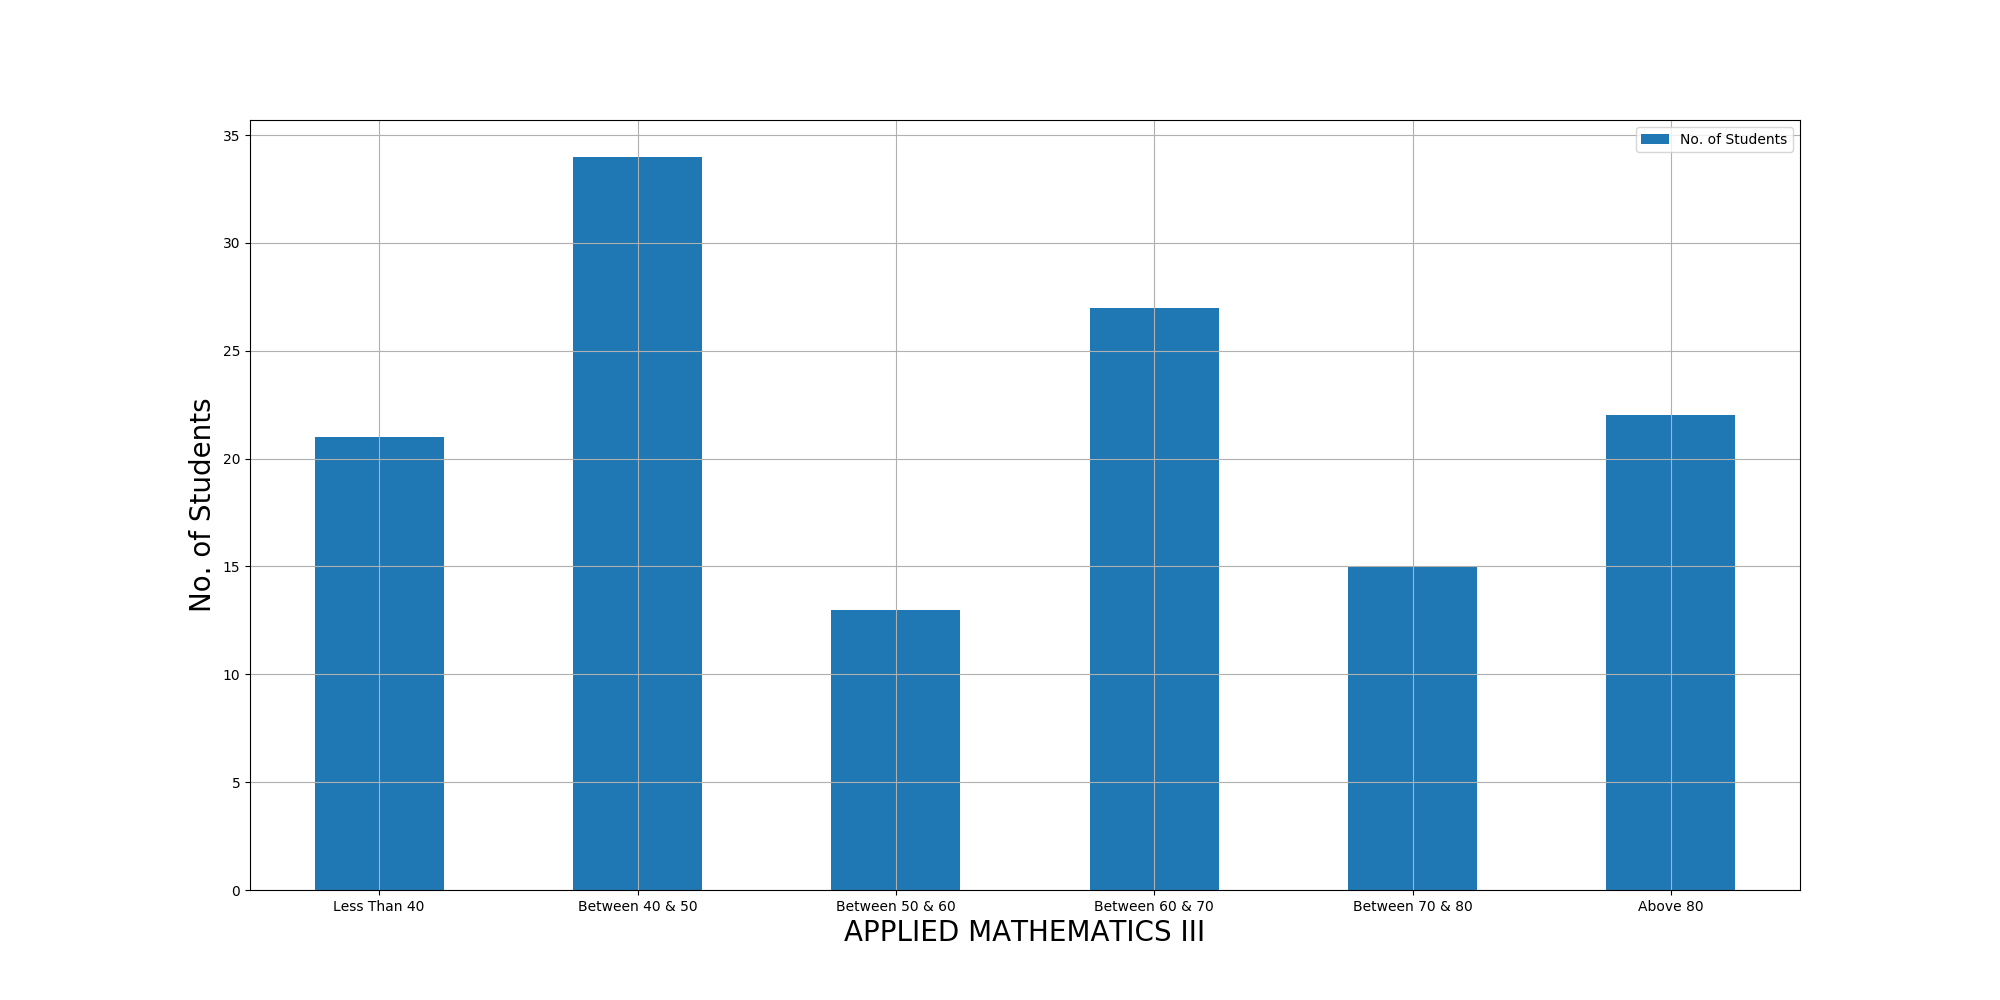 No. of Students
35
30
25
20
15
10
5
0
No. of Students
Less Than 40
Between 40 & 50
Between 50 & 60
Between 60 & 70
Between 70 & 80
Above 80
APPLIED MATHEMATICS III